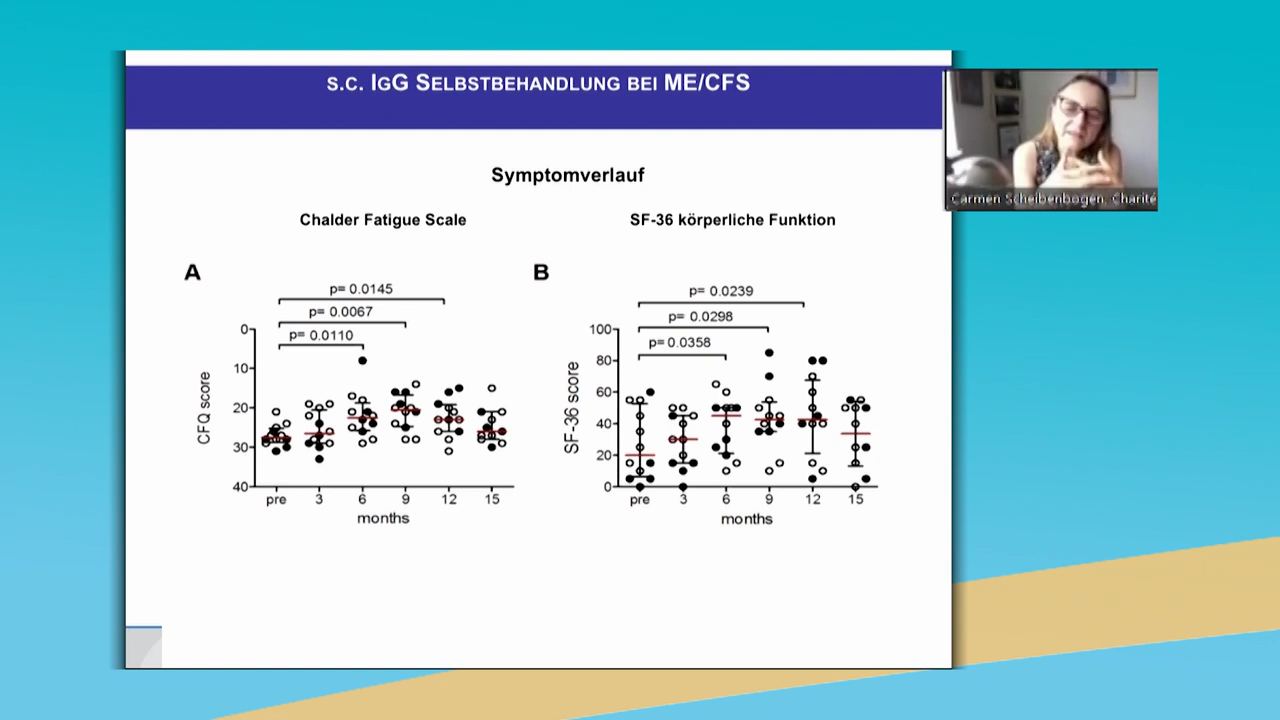 S.C. IGG SELBSTBEHANDLUNG BEI ME/CFS
Carmen Scheibenbogen, Charité
Symptomverlauf
Chalder Fatigue Scale
SF-36 körperliche Funktion
A
p= 0.0145
p= 0.0067
p= 0.0110
0
10
20
30
40
CFQ score
pre 3 6 9 12 15
months
B
p= 0.0239
p= 0.0298
p= 0.0358
100
80
60
40
20
0
SF-36 score
pre 3 6 9 12 15
months